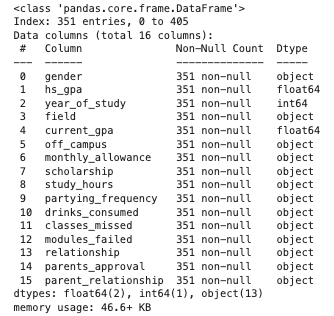 <class 'pandas.core.frame.DataFrame'>
Index: 351 entries, 0 to 405
Data columns (total 16 columns):
 #   Column               Non-Null Count  Dtype
---  ------               --------------  -----
 0   gender               351 non-null    object
 1   hs_gpa               351 non-null    float64
 2   year_of_study        351 non-null    int64
 3   field                351 non-null    object
 4   current_gpa          351 non-null    float64
 5   off_campus           351 non-null    object
 6   monthly_allowance    351 non-null    object
 7   scholarship          351 non-null    object
 8   study_hours          351 non-null    object
 9   partying_frequency   351 non-null    object
 10  drinks_consumed      351 non-null    object
 11  classes_missed       351 non-null    object
 12  modules_failed       351 non-null    object
 13  relationship         351 non-null    object
 14  parents_approval     351 non-null    object
 15  parent_relationship  351 non-null    object
dtypes: float64(2), int64(1), object(13)
memory usage: 46.6+ KB